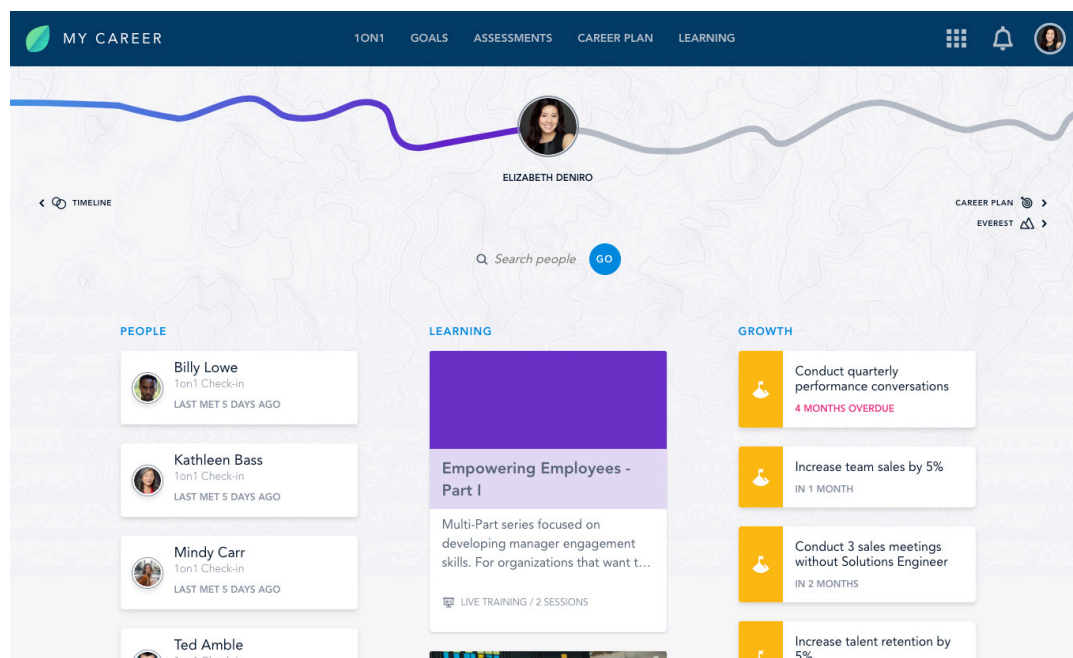 MY CAREER
1ON1 GOALS ASSESSMENTS CAREER PLAN LEARNING
ELIZABETH DENIRO
TIMELINE
CAREER PLAN
EVEREST
Search people GO
PEOPLE
Billy Lowe
1on1 Check-in
LAST MET 5 DAYS AGO
Kathleen Bass
1on1 Check-in
LAST MET 5 DAYS AGO
Mindy Carr
1on1 Check-in
LAST MET 5 DAYS AGO
Ted Amble
LEARNING
Empowering Employees -
Part I
Multi-Part series focused on
developing manager engagement
skills. For organizations that want t...
LIVE TRAINING / 2 SESSIONS
GROWTH
Conduct quarterly
performance conversations
4 MONTHS OVERDUE
Increase team sales by 5%
IN 1 MONTH
Conduct 3 sales meetings
without Solutions Engineer
IN 2 MONTHS
Increase talent retention by
5%